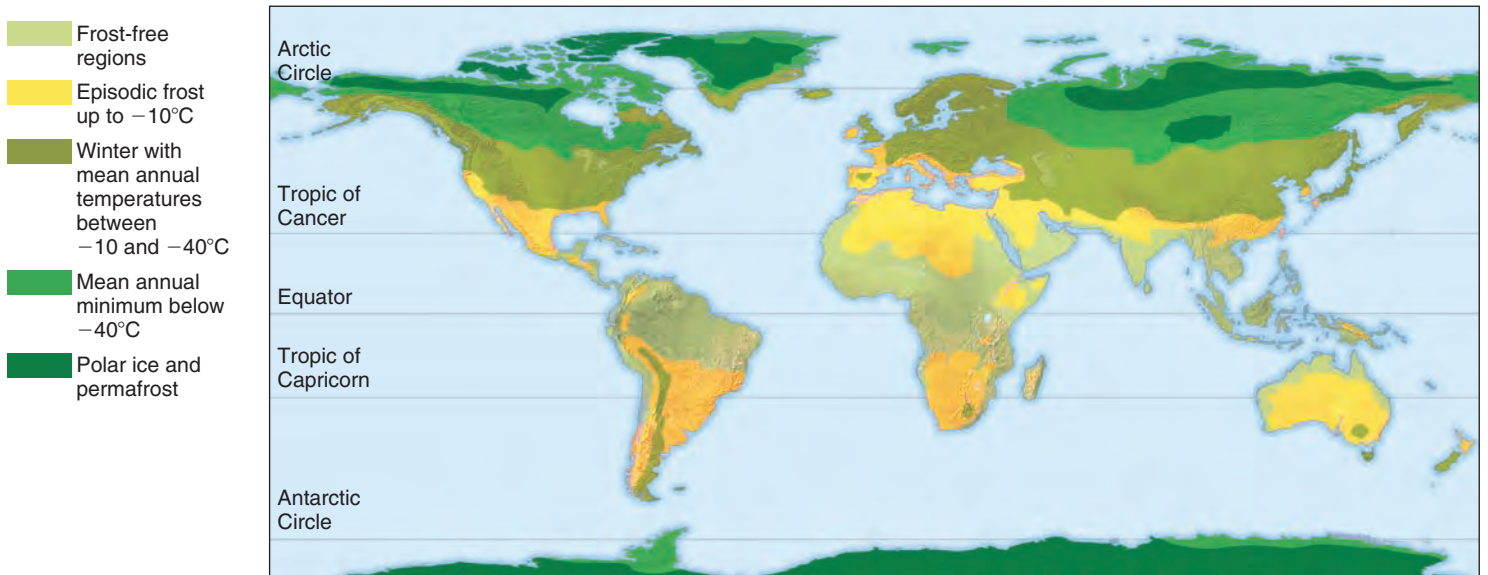 Frost-free
regions
Episodic frost
up to −10°C
Winter with
mean annual
temperatures
between
−10 and −40°C
Mean annual
minimum below
−40°C
Polar ice and
permafrost
Arctic
Circle
Tropic of
Cancer
Equator
Tropic of
Capricorn
Antarctic
Circle